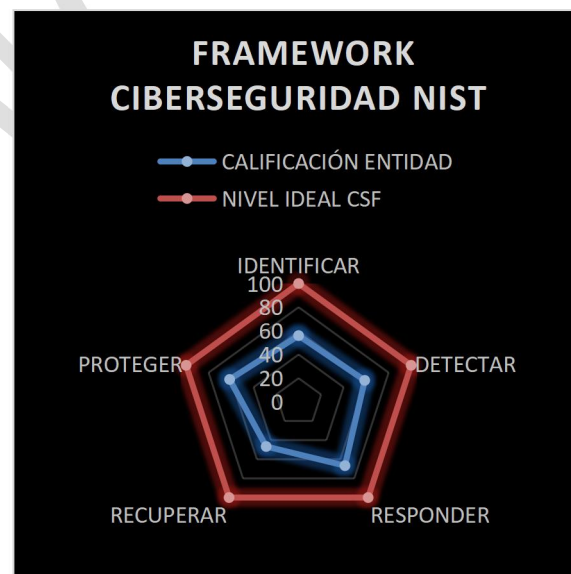 FRAMEWORK
CIBERSEGURIDAD NIST
CALIFICACIÓN ENTIDAD
NIVEL IDEAL CSF
IDENTIFICAR
100
80
60
40
20
0
PROTEGER
DETECTAR
RECUPERAR
RESPONDER